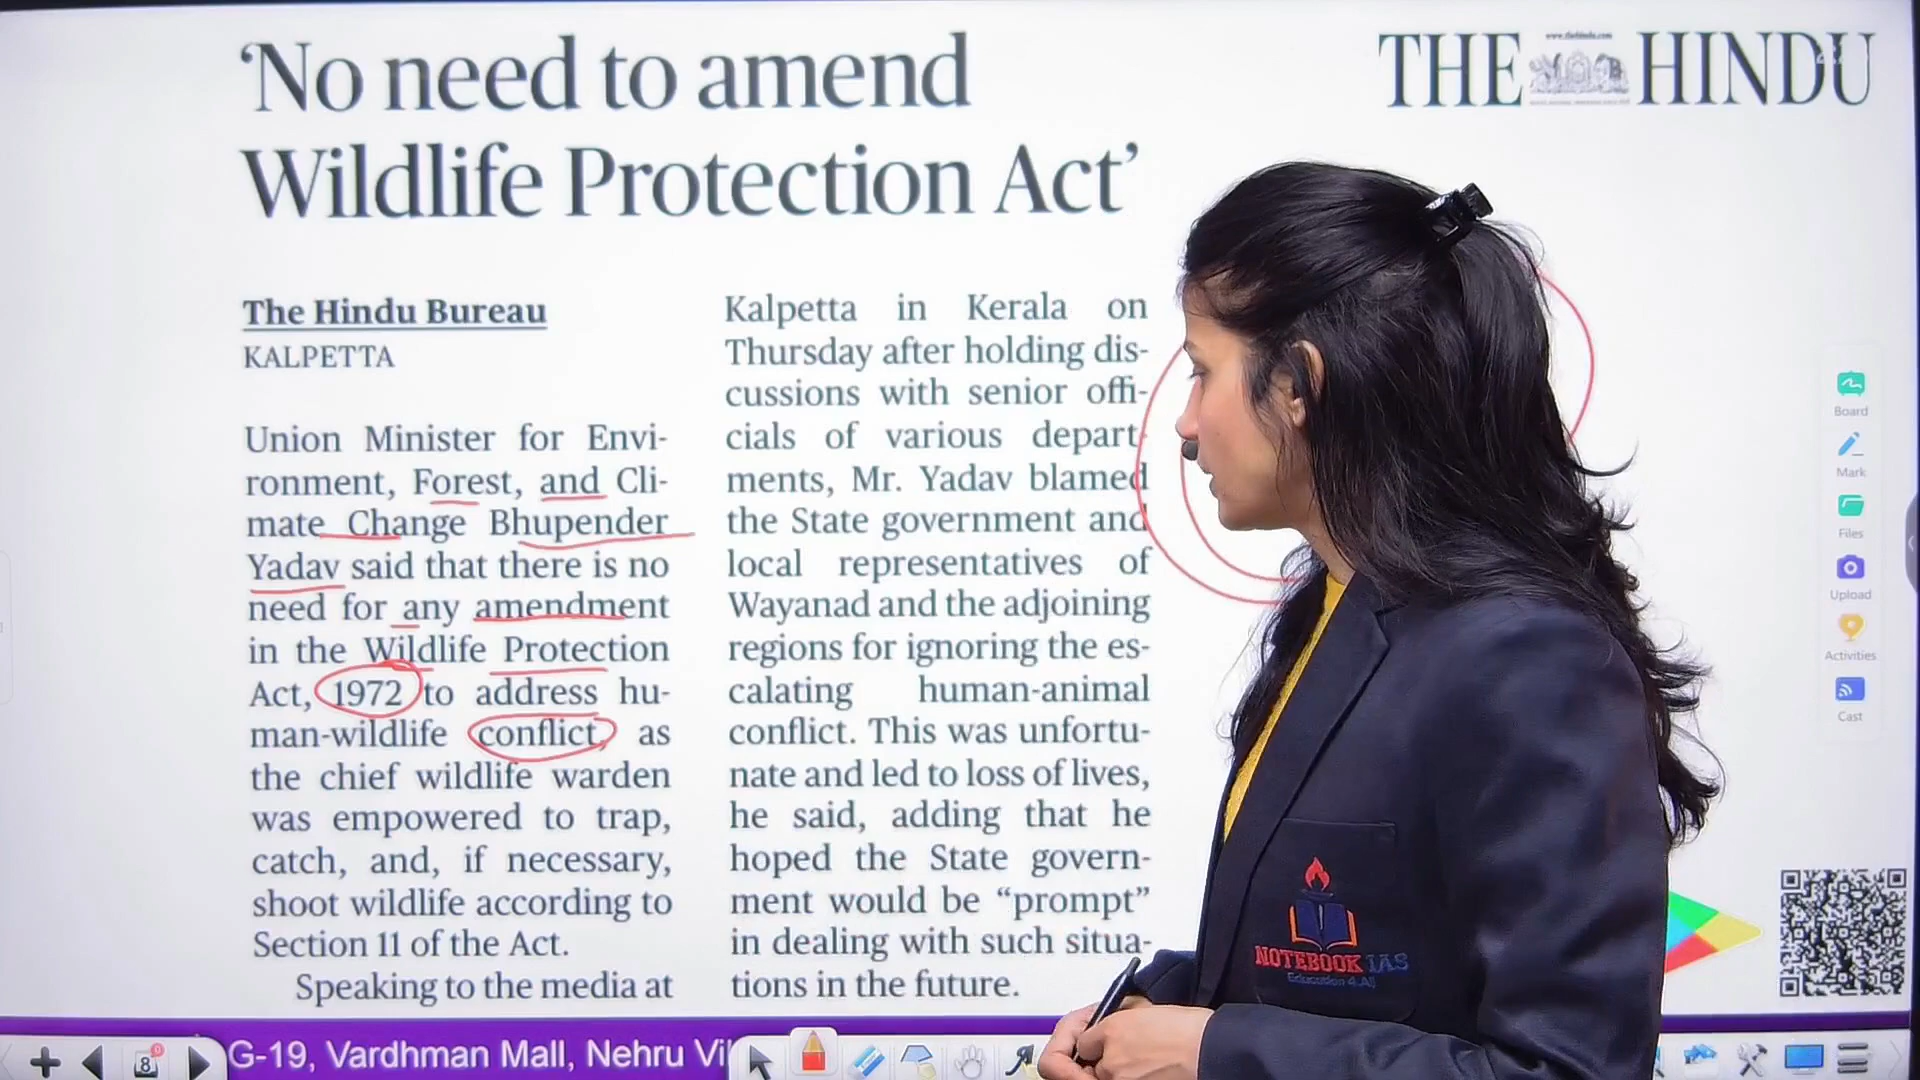 ‘No need to amend
Wildlife Protection Act’
www.thehindu.com
THE HINDU
The Hindu Bureau
KALPETTA
Union Minister for Envi-
ronment, Forest, and Cli-
mate Change Bhupender
Yadav said that there is no
need for any amendment
in the Wildlife Protection
Act, 1972 to address hu-
man-wildlife conflict, as
the chief wildlife warden
was empowered to trap,
catch, and, if necessary,
shoot wildlife according to
Section 11 of the Act.
Speaking to the media at
Kalpetta in Kerala on
Thursday after holding dis-
cussions with senior offi-
cials of various depart-
ments, Mr. Yadav blamed
the State government and
local representatives of
Wayanad and the adjoining
regions for ignoring the es-
calating human-animal
conflict. This was unfortu-
nate and led to loss of lives,
he said, adding that he
hoped the State govern-
ment would be “prompt”
in dealing with such situa-
tions in the future.
Board
Mark
Files
Upload
Activities
Cast
NOTEBOOK IAS
Education 4 All
8
0
G-19, Vardhman Mall, Nehru Vi